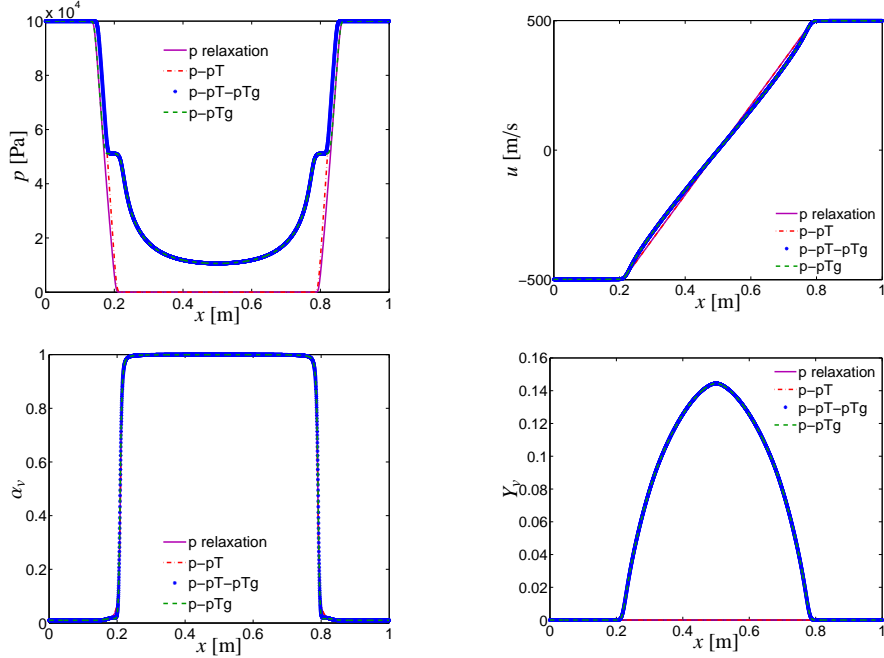 x 10⁴
10
8
6
4
2
0
p [Pa]
p relaxation
p−pT
p−pT−pTg
p−pTg
0 0.2 0.4 0.6 0.8 1
x [m]
500
0
−500
u [m/s]
p relaxation
p−pT
p−pT−pTg
p−pTg
0 0.2 0.4 0.6 0.8 1
x [m]
1
0.8
0.6
0.4
0.2
0
αᵥ
p relaxation
p−pT
p−pT−pTg
p−pTg
0 0.2 0.4 0.6 0.8 1
x [m]
0.16
0.14
0.12
0.1
0.08
0.06
0.04
0.02
0
Yᵥ
p relaxation
p−pT
p−pT−pTg
p−pTg
0 0.2 0.4 0.6 0.8 1
x [m]